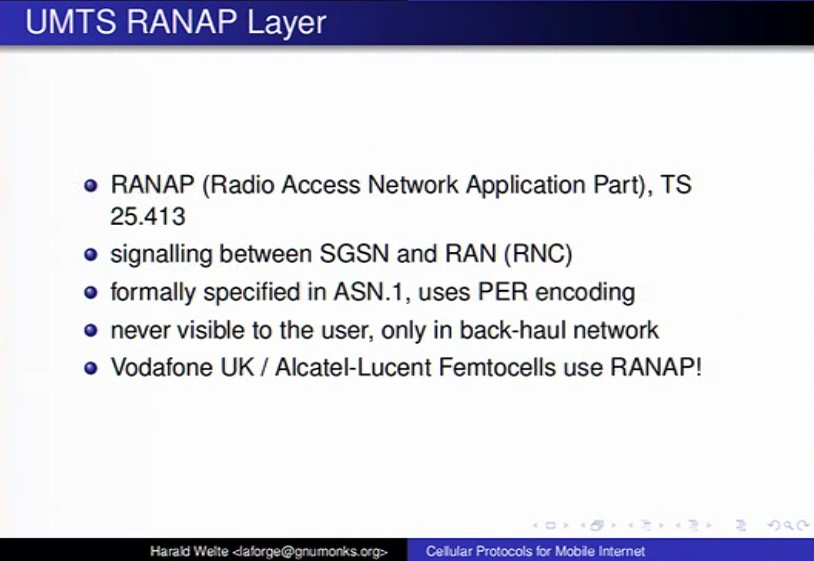 UMTS RANAP Layer
RANAP (Radio Access Network Application Part), TS
25.413
signalling between SGSN and RAN (RNC)
formally specified in ASN.1, uses PER encoding
never visible to the user, only in back-haul network
Vodafone UK / Alcatel-Lucent Femtocells use RANAP!
Harald Welte <laforge@gnumonks.org>
Cellular Protocols for Mobile Internet